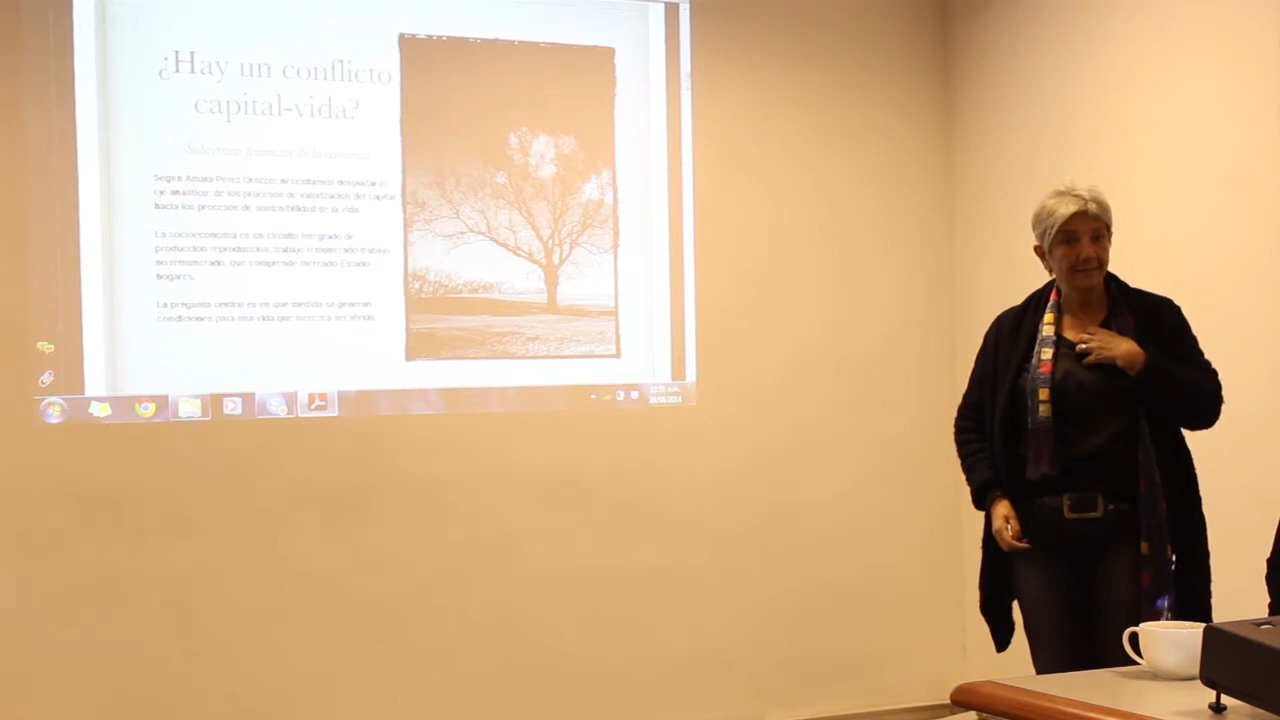 ¿Hay un conflicto
capital-vida?
Subversión feminista de la economía
Según Amaia Pérez Orozco, necesitamos desplazar el
eje analítico: de los procesos de valorización del capital
hacia los procesos de sostenibilidad de la vida.
La socioeconomía es un circuito integrado de
producción reproducción, trabajo remunerado-trabajo
no remunerado, que comprende mercado-Estado-
hogares.
La pregunta central es en qué medida se generan
condiciones para una vida que merezca ser vivida.